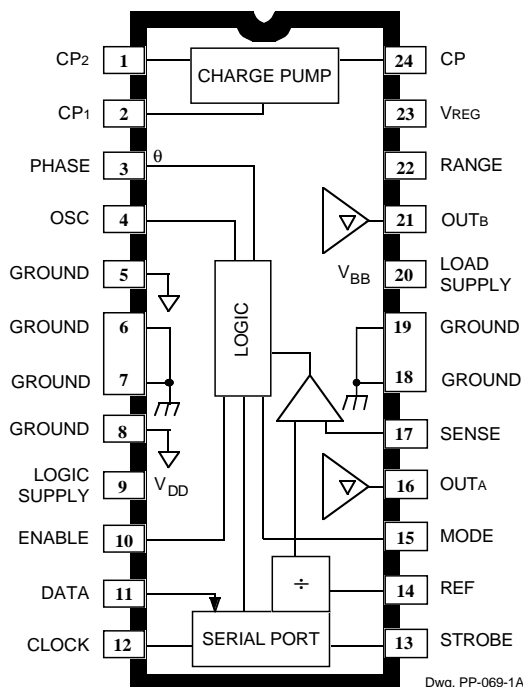 CP2 1
CHARGE PUMP
24 CP
CP1 2
23 VREG
PHASE 3 θ
22 RANGE
OSC 4
21 OUTB
GROUND 5
VBB 20 LOAD SUPPLY
GROUND 6
LOGIC
19 GROUND
GROUND 7
18 GROUND
GROUND 8
17 SENSE
LOGIC SUPPLY 9 VDD
16 OUTA
ENABLE 10
15 MODE
DATA 11
÷
14 REF
CLOCK 12
SERIAL PORT
13 STROBE
Dwg. PP-069-1A